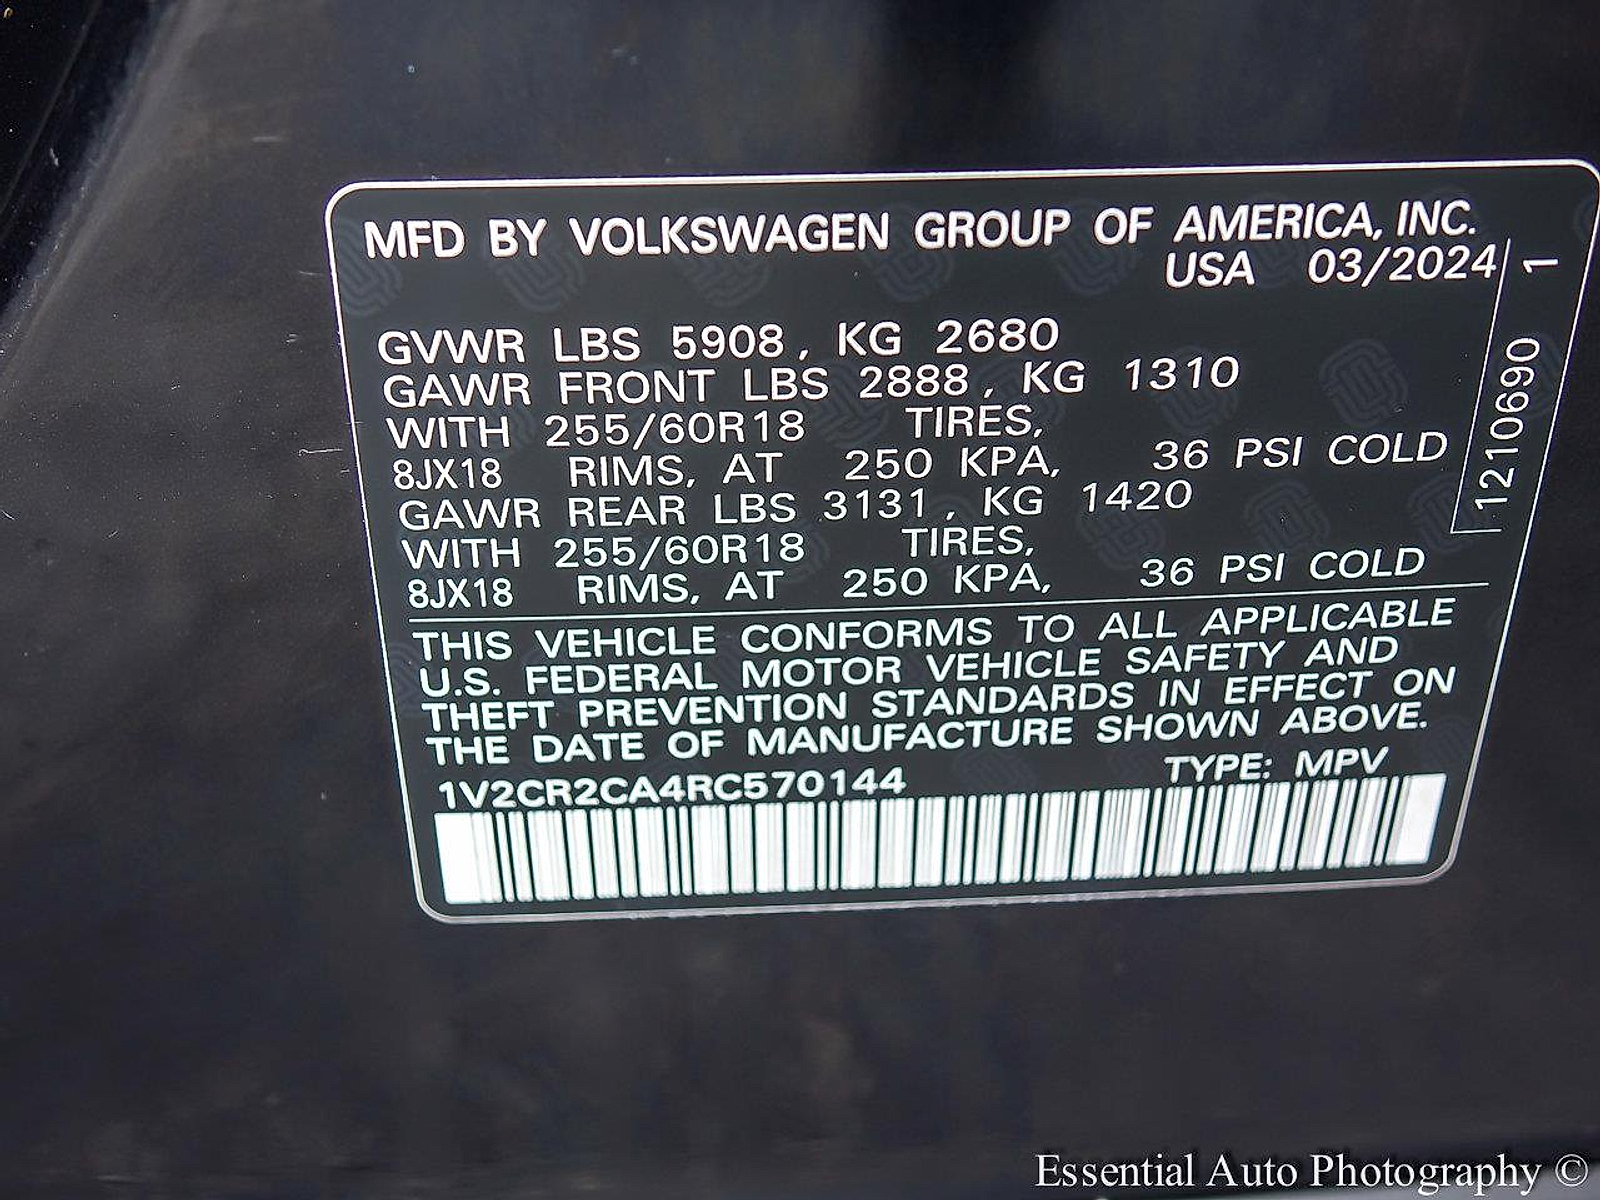 MFD BY VOLKSWAGEN GROUP OF AMERICA, INC.
USA 03/2024
GVWR LBS 5908, KG 2680
GAWR FRONT LBS 2888, KG 1310
WITH 255/60R18 TIRES,
8JX18 RIMS, AT 250 KPA, 36 PSI COLD
GAWR REAR LBS 3131, KG 1420
WITH 255/60R18 TIRES,
8JX18 RIMS, AT 250 KPA, 36 PSI COLD
THIS VEHICLE CONFORMS TO ALL APPLICABLE
U.S. FEDERAL MOTOR VEHICLE SAFETY AND
THEFT PREVENTION STANDARDS IN EFFECT ON
THE DATE OF MANUFACTURE SHOWN ABOVE.
1V2CR2CA4RC570144 TYPE: MPV
1210690 1
Essential Auto Photography ©